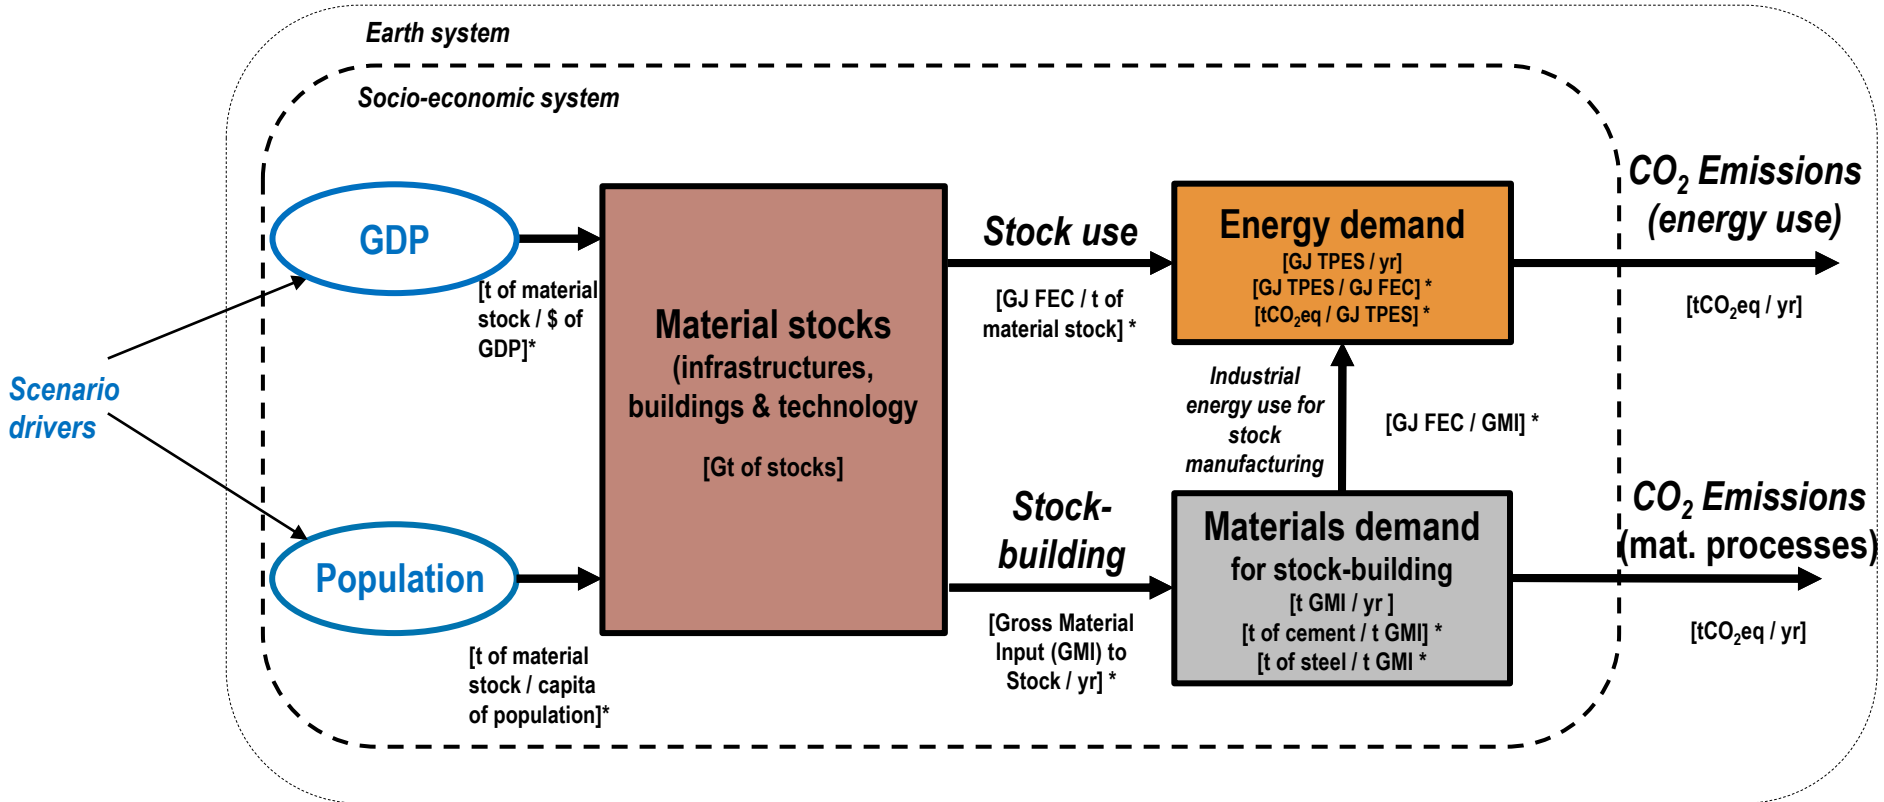 Earth system
Socio-economic system
Scenario
drivers
GDP
[t of material
stock / $ of
GDP]*
Population
[t of material
stock / capita
of population]*
Material stocks
(infrastructures,
buildings & technology
[Gt of stocks]
Stock use
[GJ FEC / t of
material stock] *
Stock-
building
[Gross Material
Input (GMI) to
Stock / yr] *
Energy demand
[GJ TPES / yr]
[GJ TPES / GJ FEC] *
[tCO₂eq / GJ TPES] *
Industrial
energy use for
stock
manufacturing
[GJ FEC / GMI] *
Materials demand
for stock-building
[t GMI / yr ]
[t of cement / t GMI] *
[t of steel / t GMI *
CO₂ Emissions
(energy use)
[tCO₂eq / yr]
CO₂ Emissions
(mat. processes)
[tCO₂eq / yr]